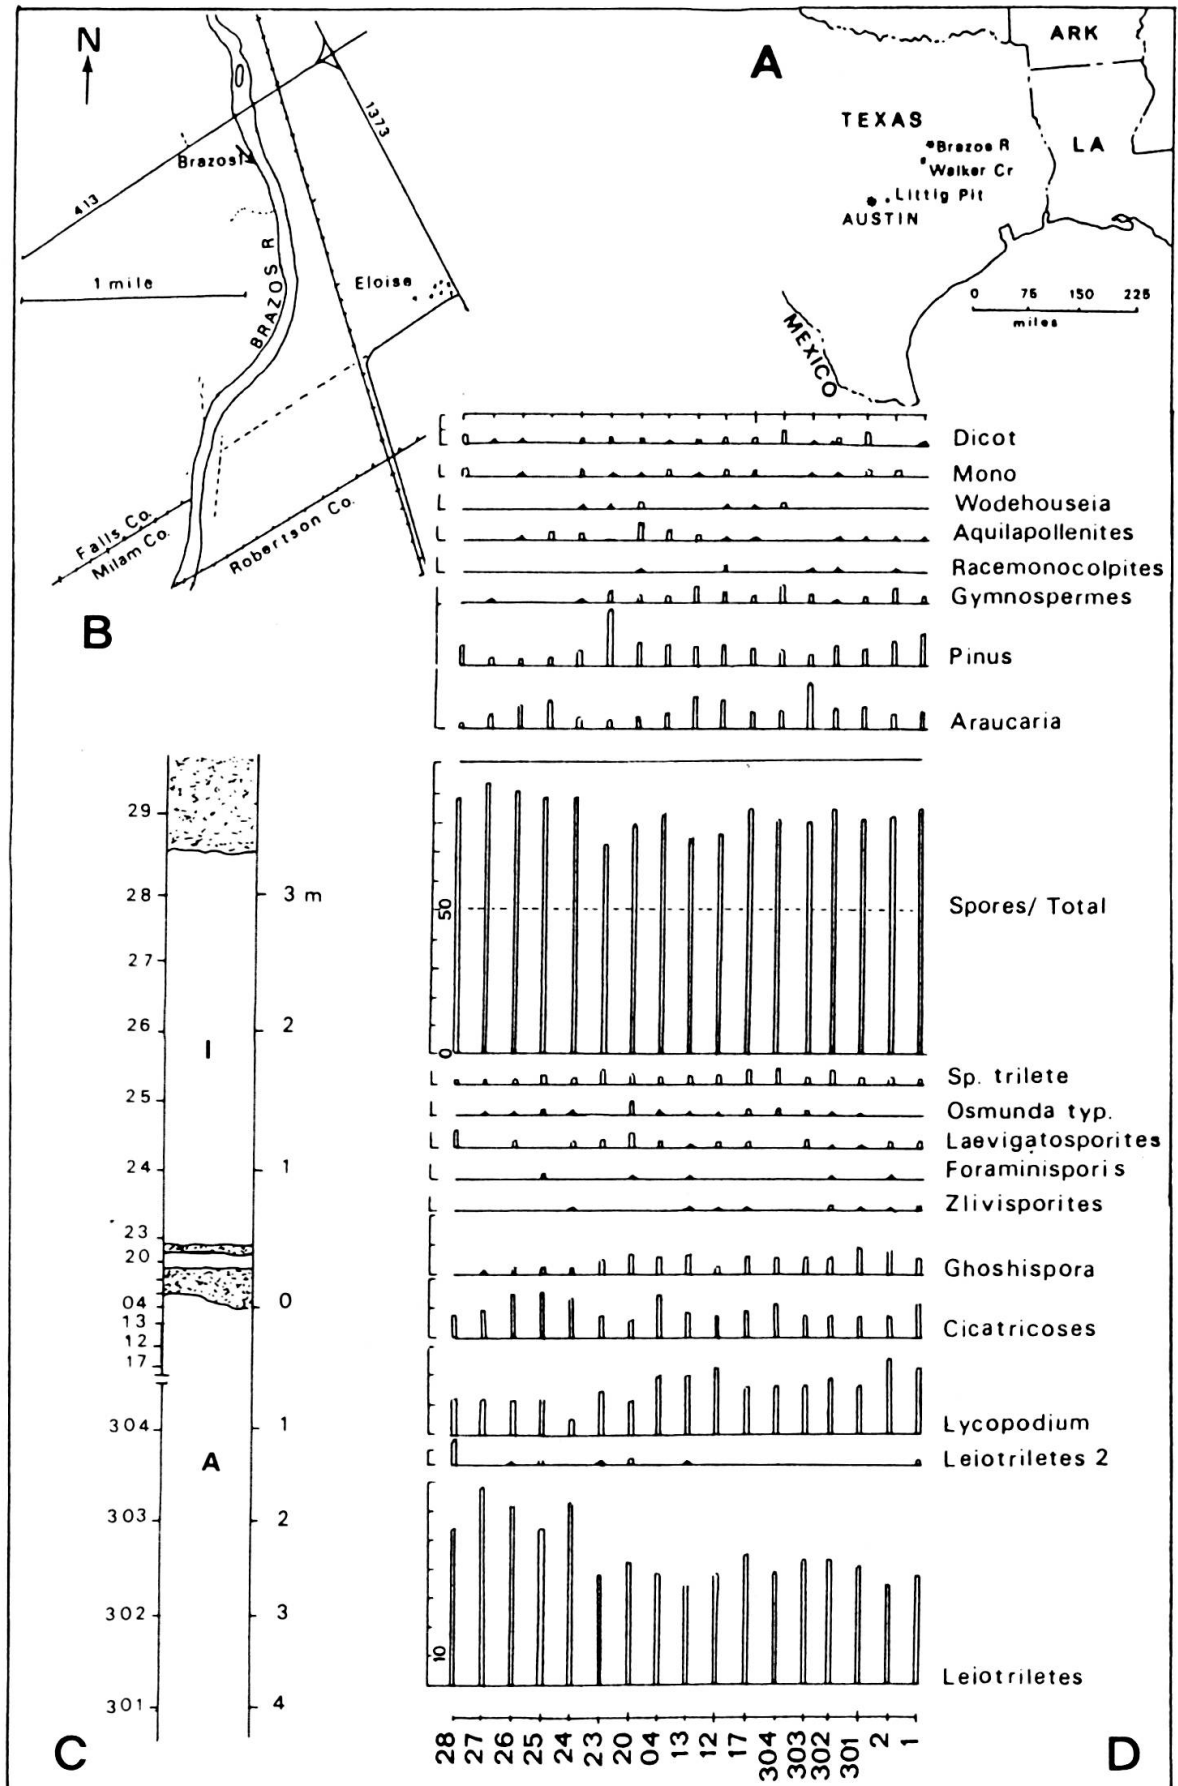 N
A
ARK
TEXAS
LA
Brazos R
Walker Cr
Littig Pit
AUSTIN
0 75 150 225
miles
MEXICO
1373
Brazos1
413
1 mile
BRAZOS R
Eloise
Falls Co.
Milam Co.
Robertson Co.
B
Dicot
Mono
Wodehouseia
Aquilapollenites
Racemonocolpites
Gymnospermes
Pinus
Araucaria
50
0
Spores/ Total
Sp. trilete
Osmunda typ.
Laevigatosporites
Foraminisporis
Zlivisporites
Ghoshispora
Cicatricoses
Lycopodium
Leiotriletes 2
10
Leiotriletes
28 27 26 25 24 23 20 04 13 12 17 304 303 302 301 2 1
D
29
28
27
26
25
24
23
20
04
13
12
17
304
303
302
301
3 m
2
1
0
1
2
3
4
I
A
C